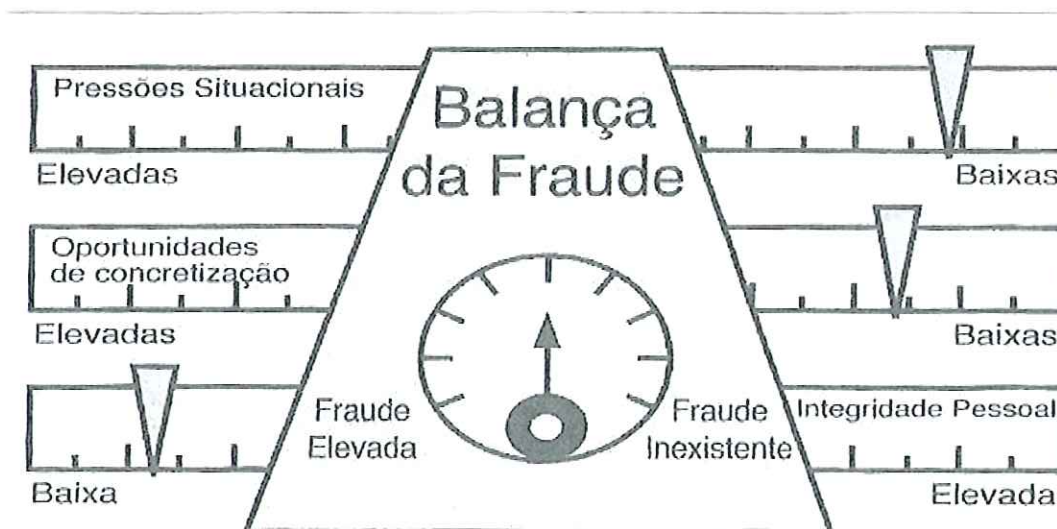 Pressões Situacionais
Elevadas
Baixas
Balança
da Fraude
Oportunidades
de concretização
Elevadas
Baixas
Fraude
Elevada
Fraude
Inexistente
Integridade Pessoal
Baixa
Elevada